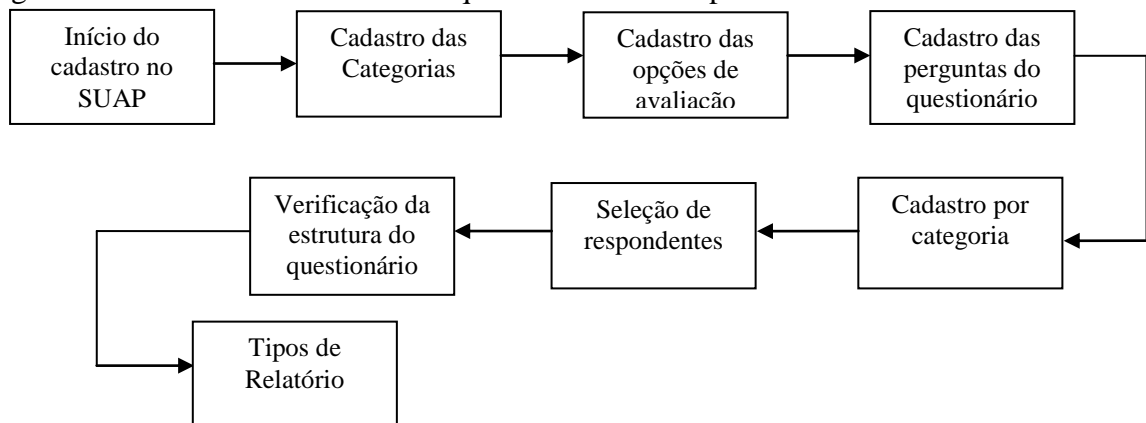 Início do
cadastro no
SUAP
Cadastro das
Categorias
Cadastro das
opções de
avaliação
Cadastro das
perguntas do
questionário
Cadastro por
categoria
Seleção de
respondentes
Verificação da
estrutura do
questionário
Tipos de
Relatório